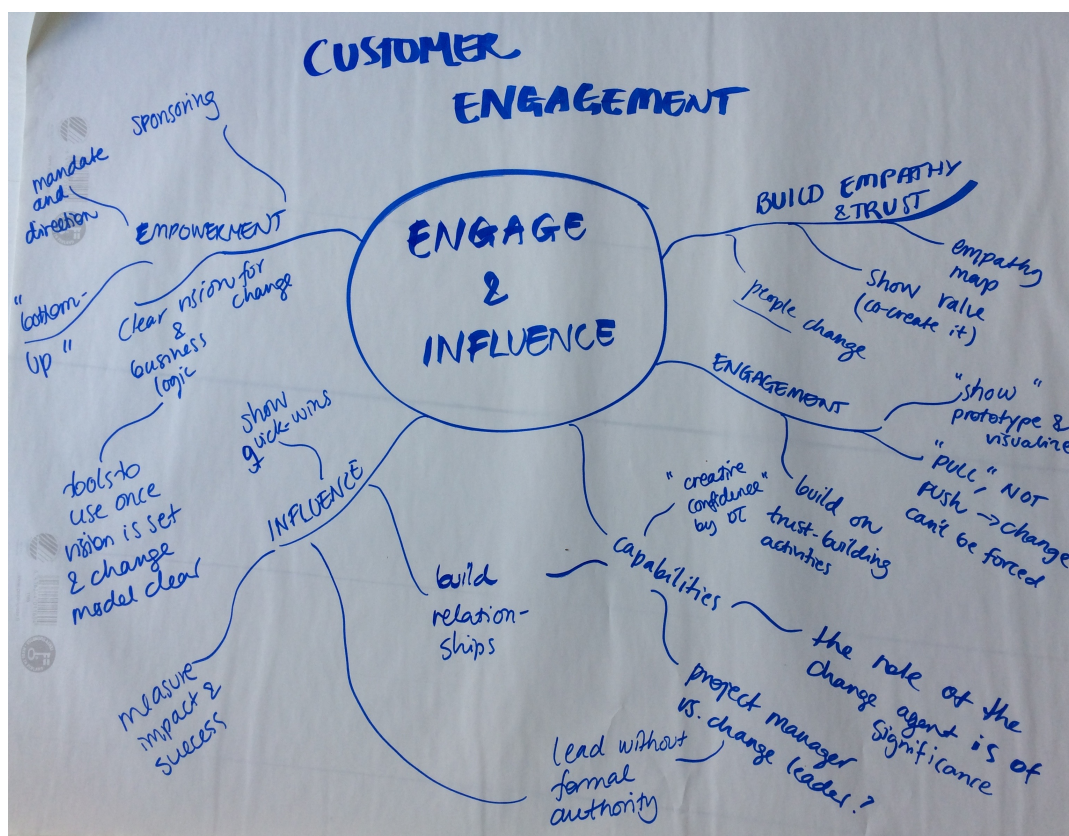 CUSTOMER
ENGAGEMENT
ENGAGE
&
INFLUENCE
sponsoring
mandate
and
direction
EMPOWERMENT
"bottom-
up"
Clear vision for
change
&
business
logic
tools to
use once
vision is set
& change
model clear
BUILD EMPATHY
& TRUST
empathy
map
show value
(co-create it)
people change
ENGAGEMENT
"show"
prototype &
visualize
"PULL", NOT
PUSH → change
can't be forced
build on
trust-building
activities
INFLUENCE
show
quick-wins
build
relation-
ships
measure
impact &
success
lead without
formal
authority
capabilities
"creative
confidence"
by DT
the role of the
change agent is of
significance
project manager
vs. change leader?